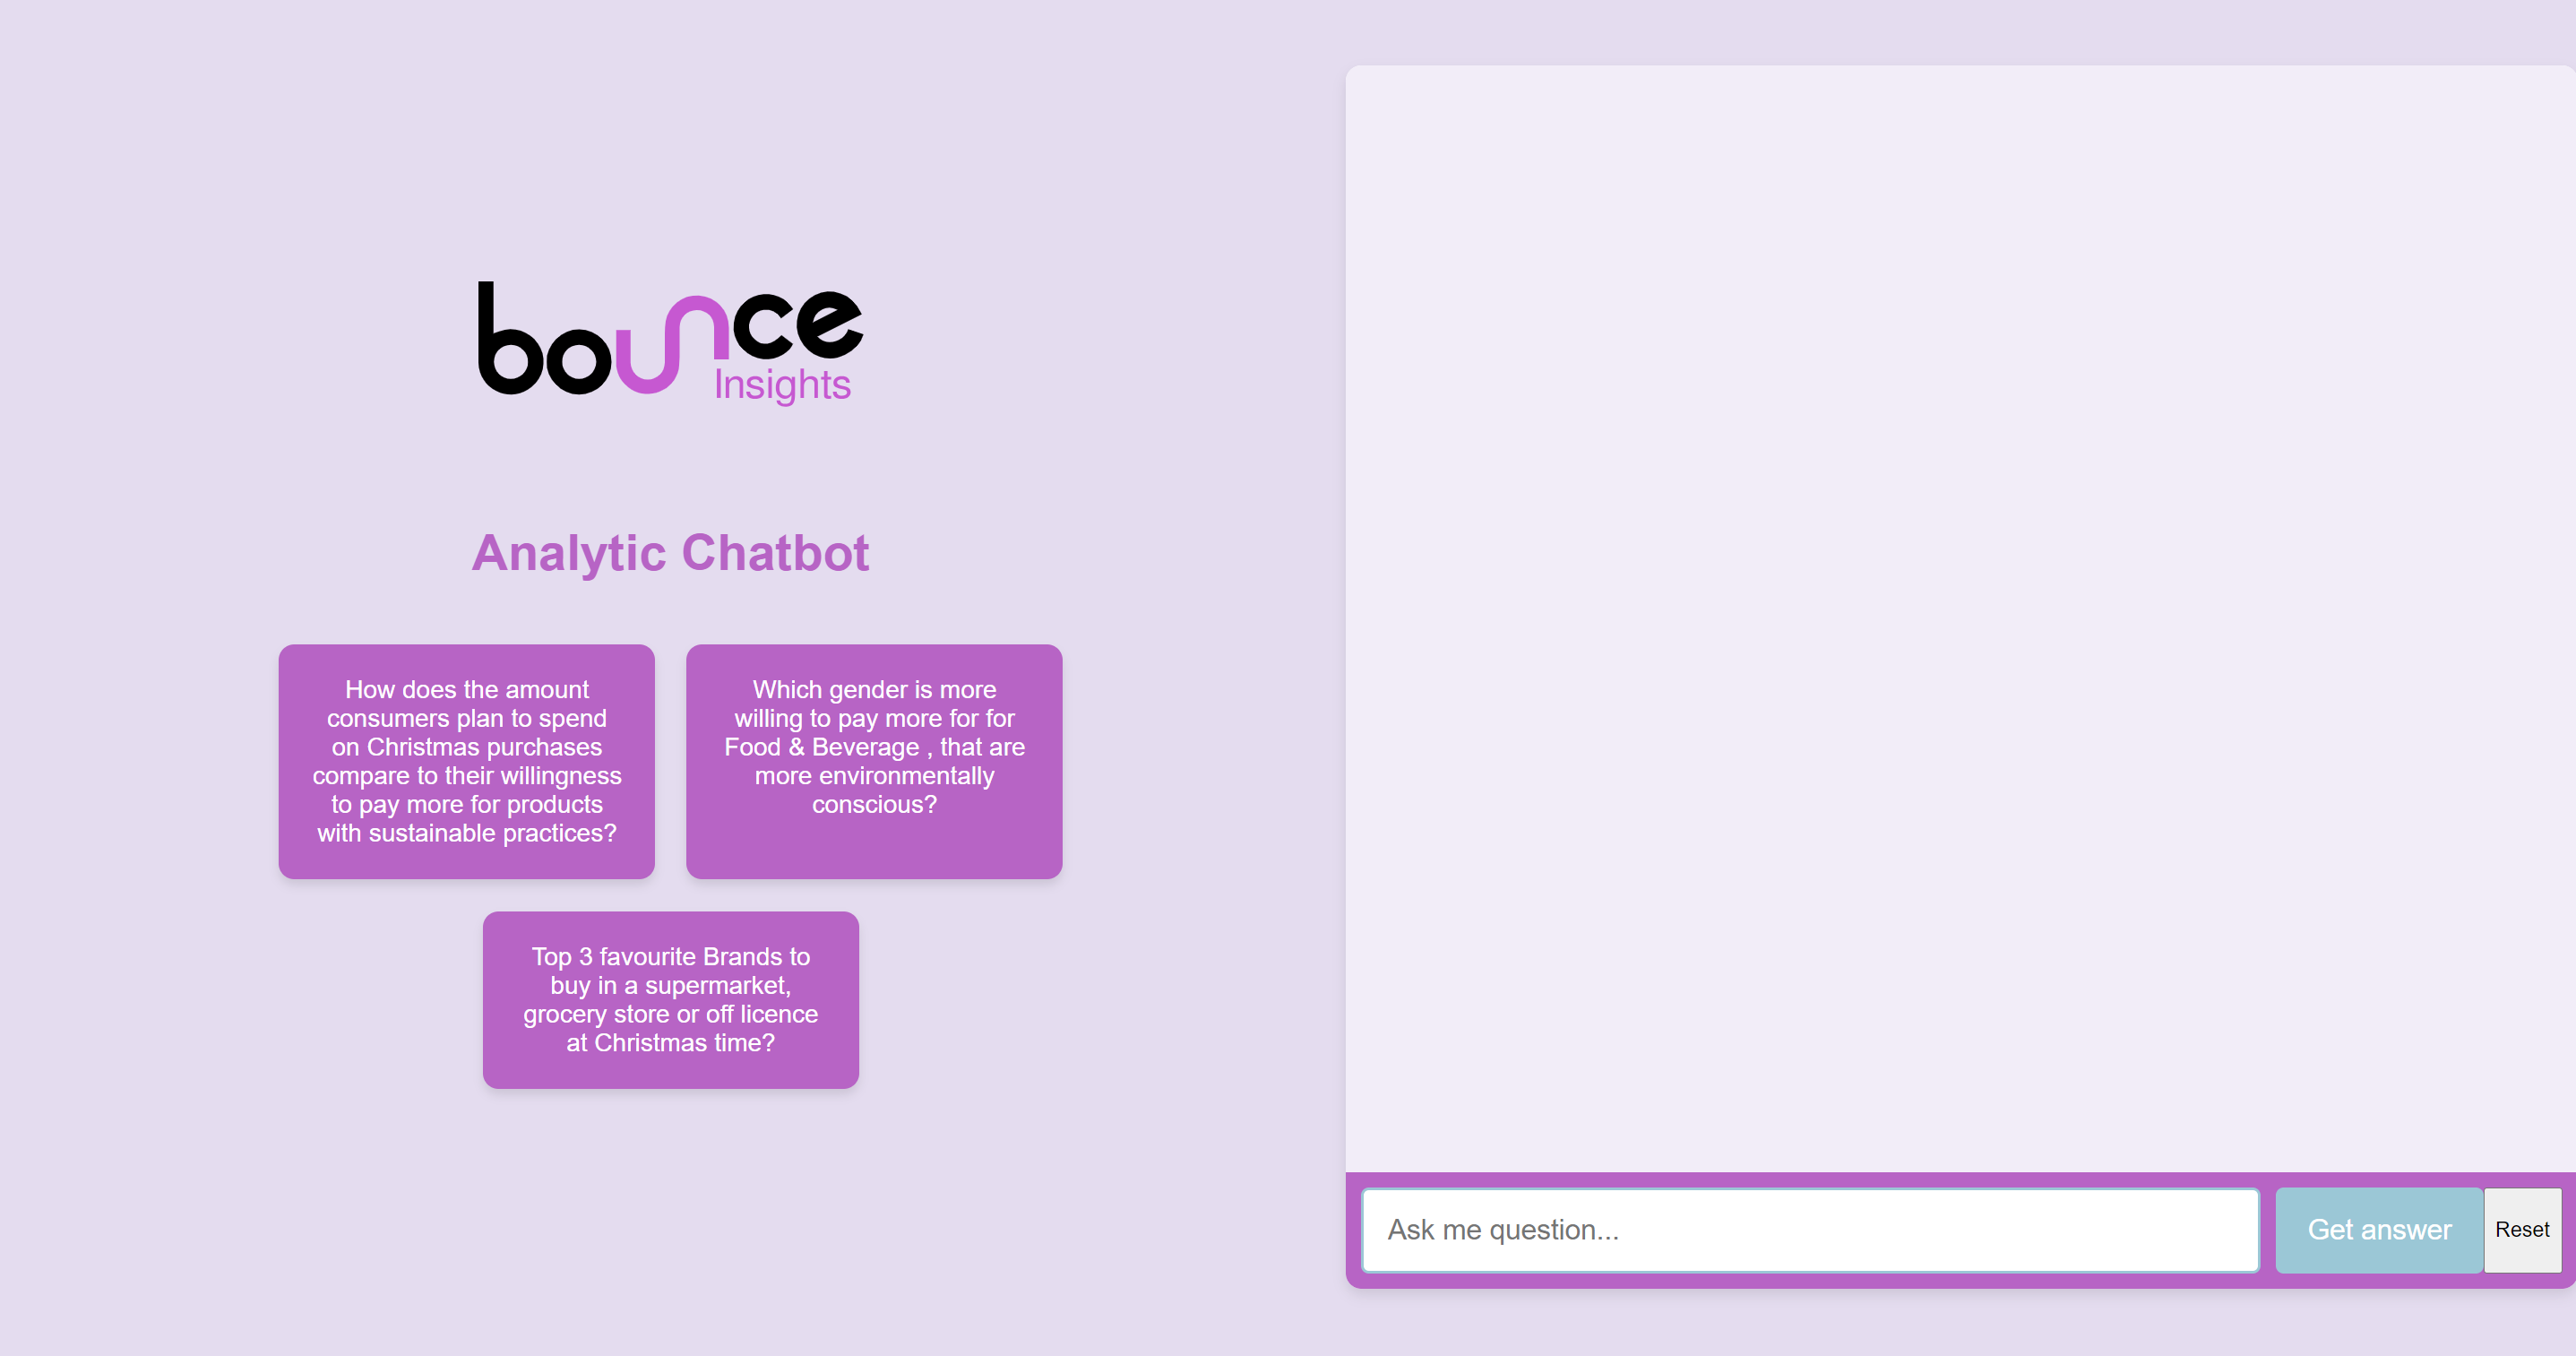 bounce
Insights
Analytic Chatbot
How does the amount
consumers plan to spend
on Christmas purchases
compare to their willingness
to pay more for products
with sustainable practices?
Which gender is more
willing to pay more for for
Food & Beverage , that are
more environmentally
conscious?
Top 3 favourite Brands to
buy in a supermarket,
grocery store or off licence
at Christmas time?
Ask me question...
Get answer
Reset